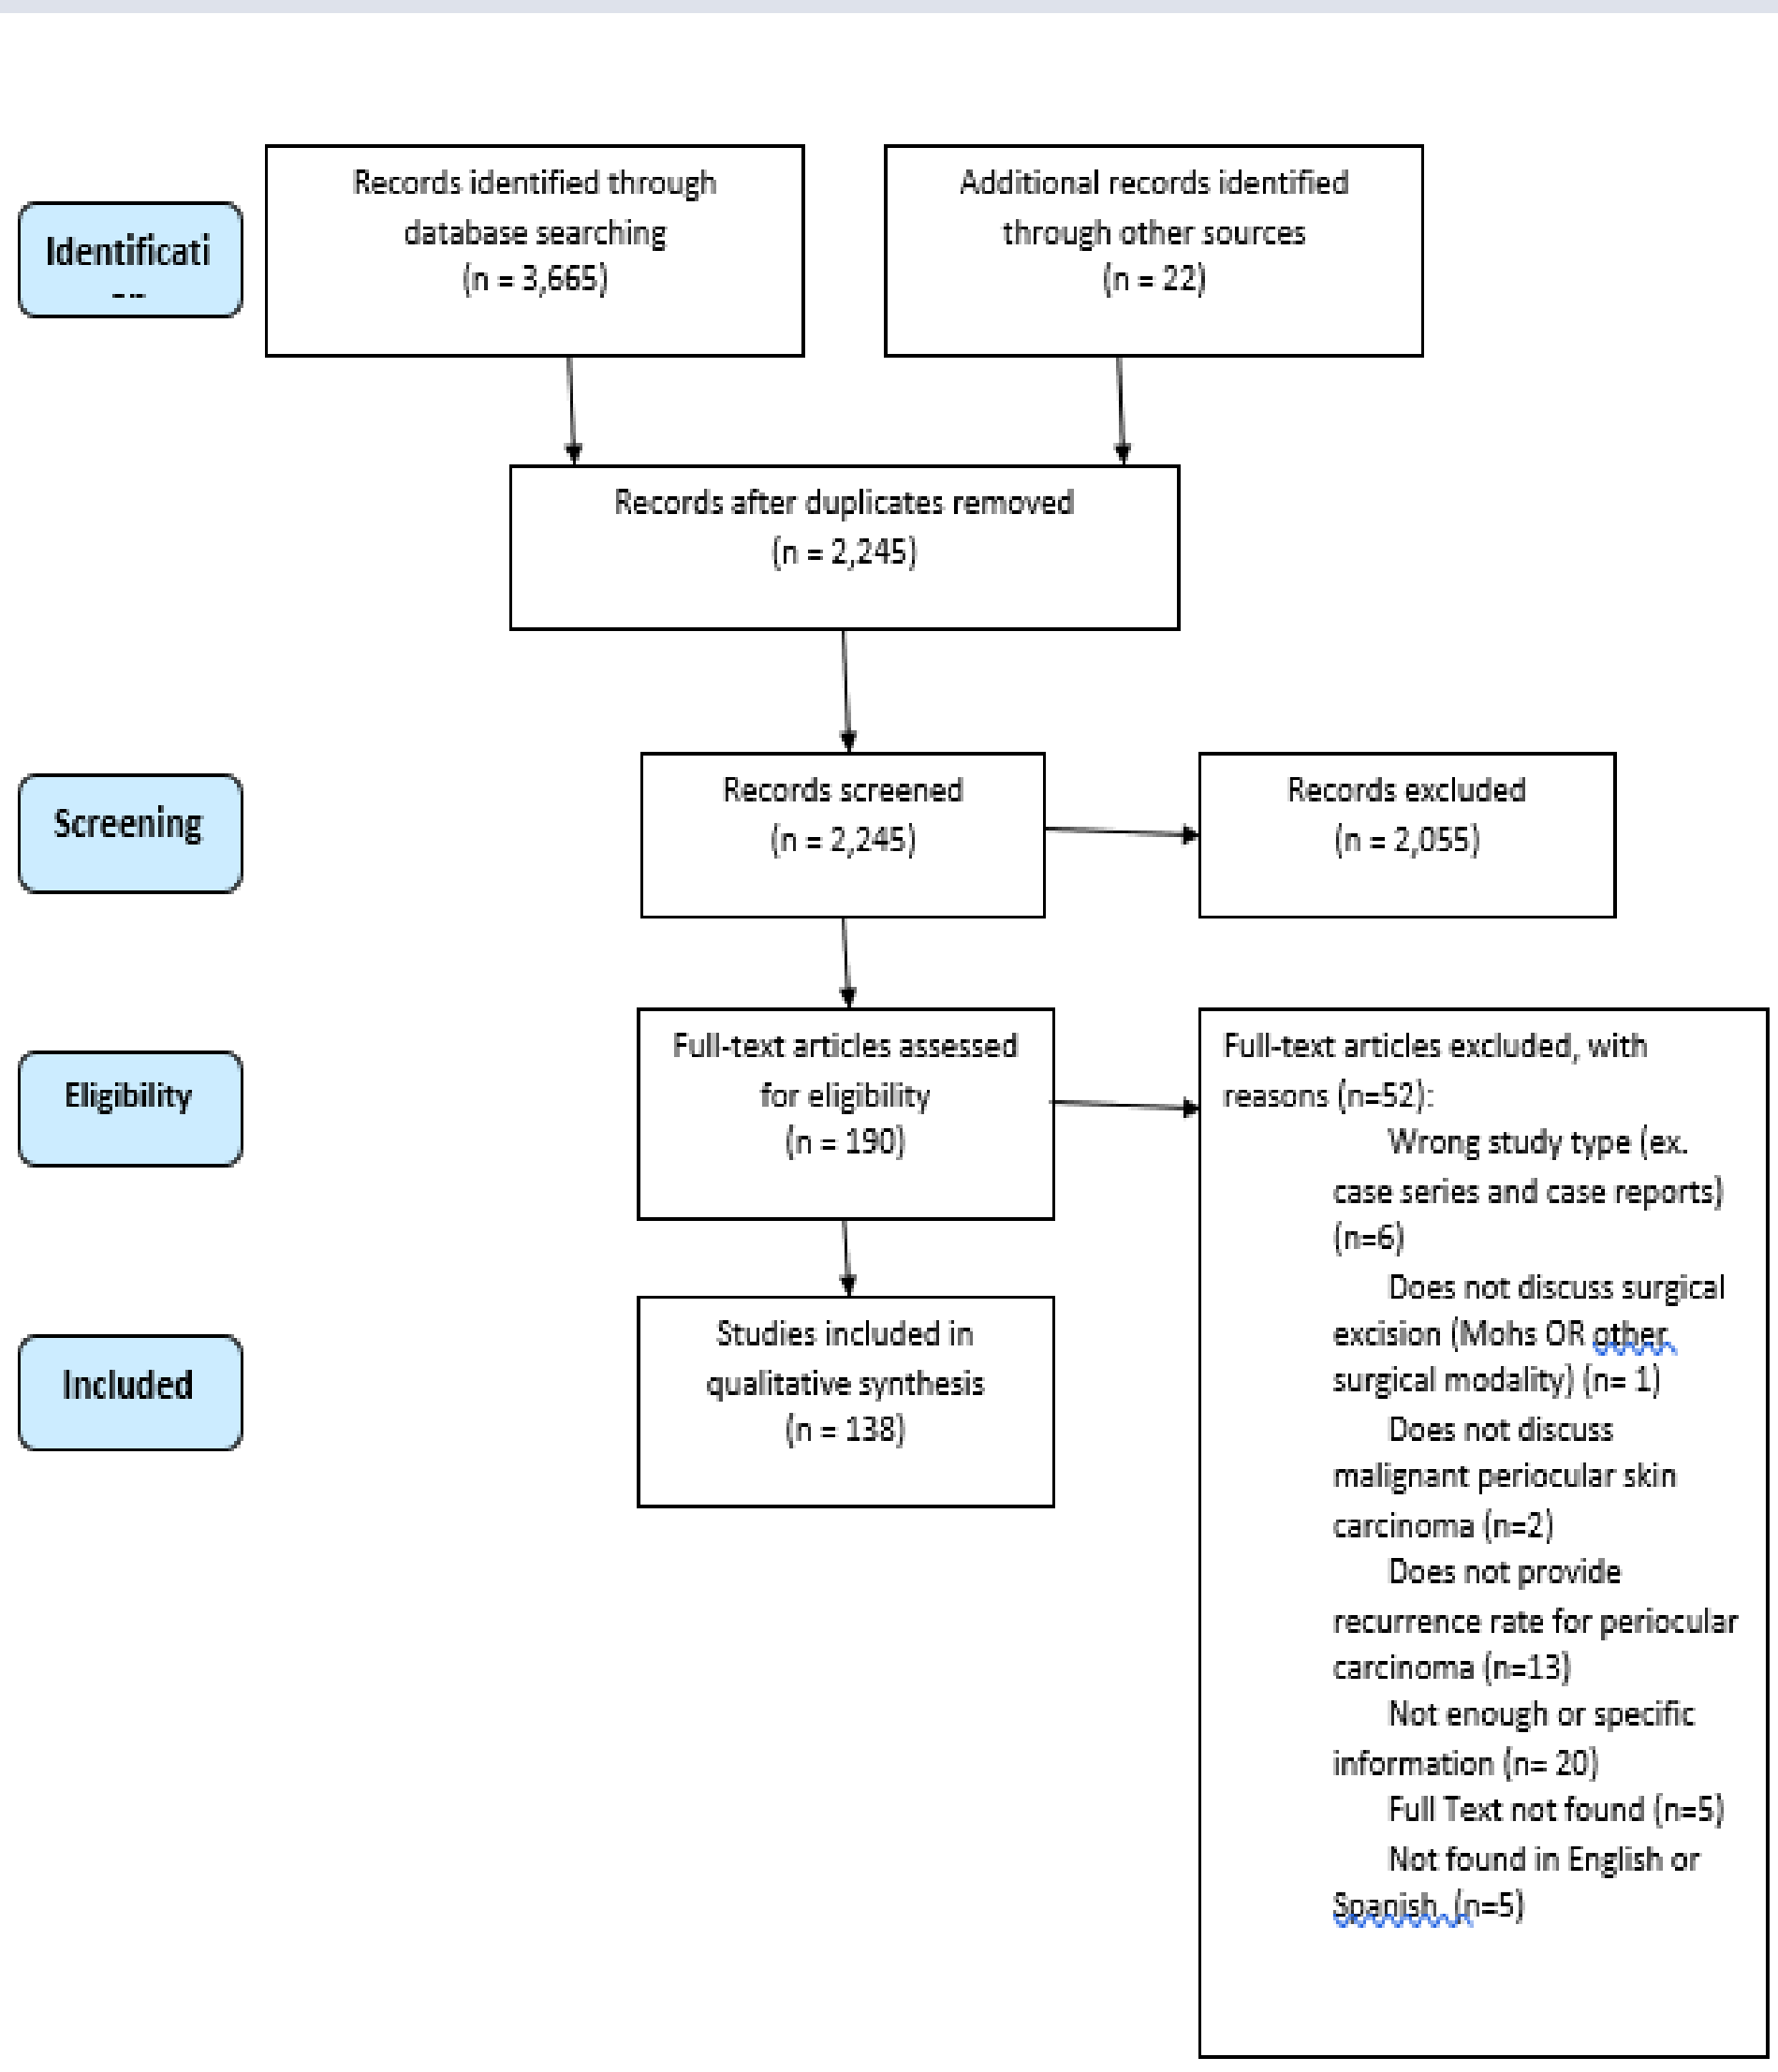 Identificati
Records identified through
database searching
(n = 3,665)
Additional records identified
through other sources
(n = 22)
Records after duplicates removed
(n = 2,245)
Screening
Records screened
(n = 2,245)
Records excluded
(n = 2,055)
Eligibility
Full-text articles assessed
for eligibility
(n = 190)
Full-text articles excluded, with
reasons (n=52):
Wrong study type (ex.
case series and case reports)
(n=6)
Does not discuss surgical
excision (Mohs OR other
surgical modality) (n= 1)
Does not discuss
malignant periocular skin
carcinoma (n=2)
Does not provide
recurrence rate for periocular
carcinoma (n=13)
Not enough or specific
information (n= 20)
Full Text not found (n=5)
Not found in English or
Spanish (n=5)
Included
Studies included in
qualitative synthesis
(n = 138)